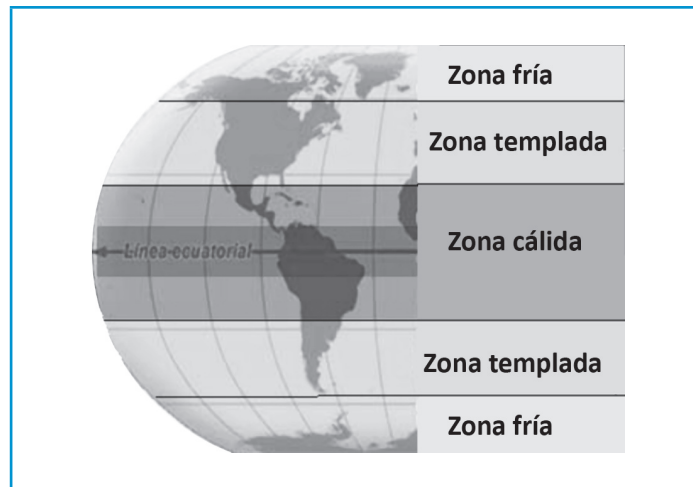 Zona fría
Zona templada
Zona cálida
Línea ecuatorial
Zona templada
Zona fría